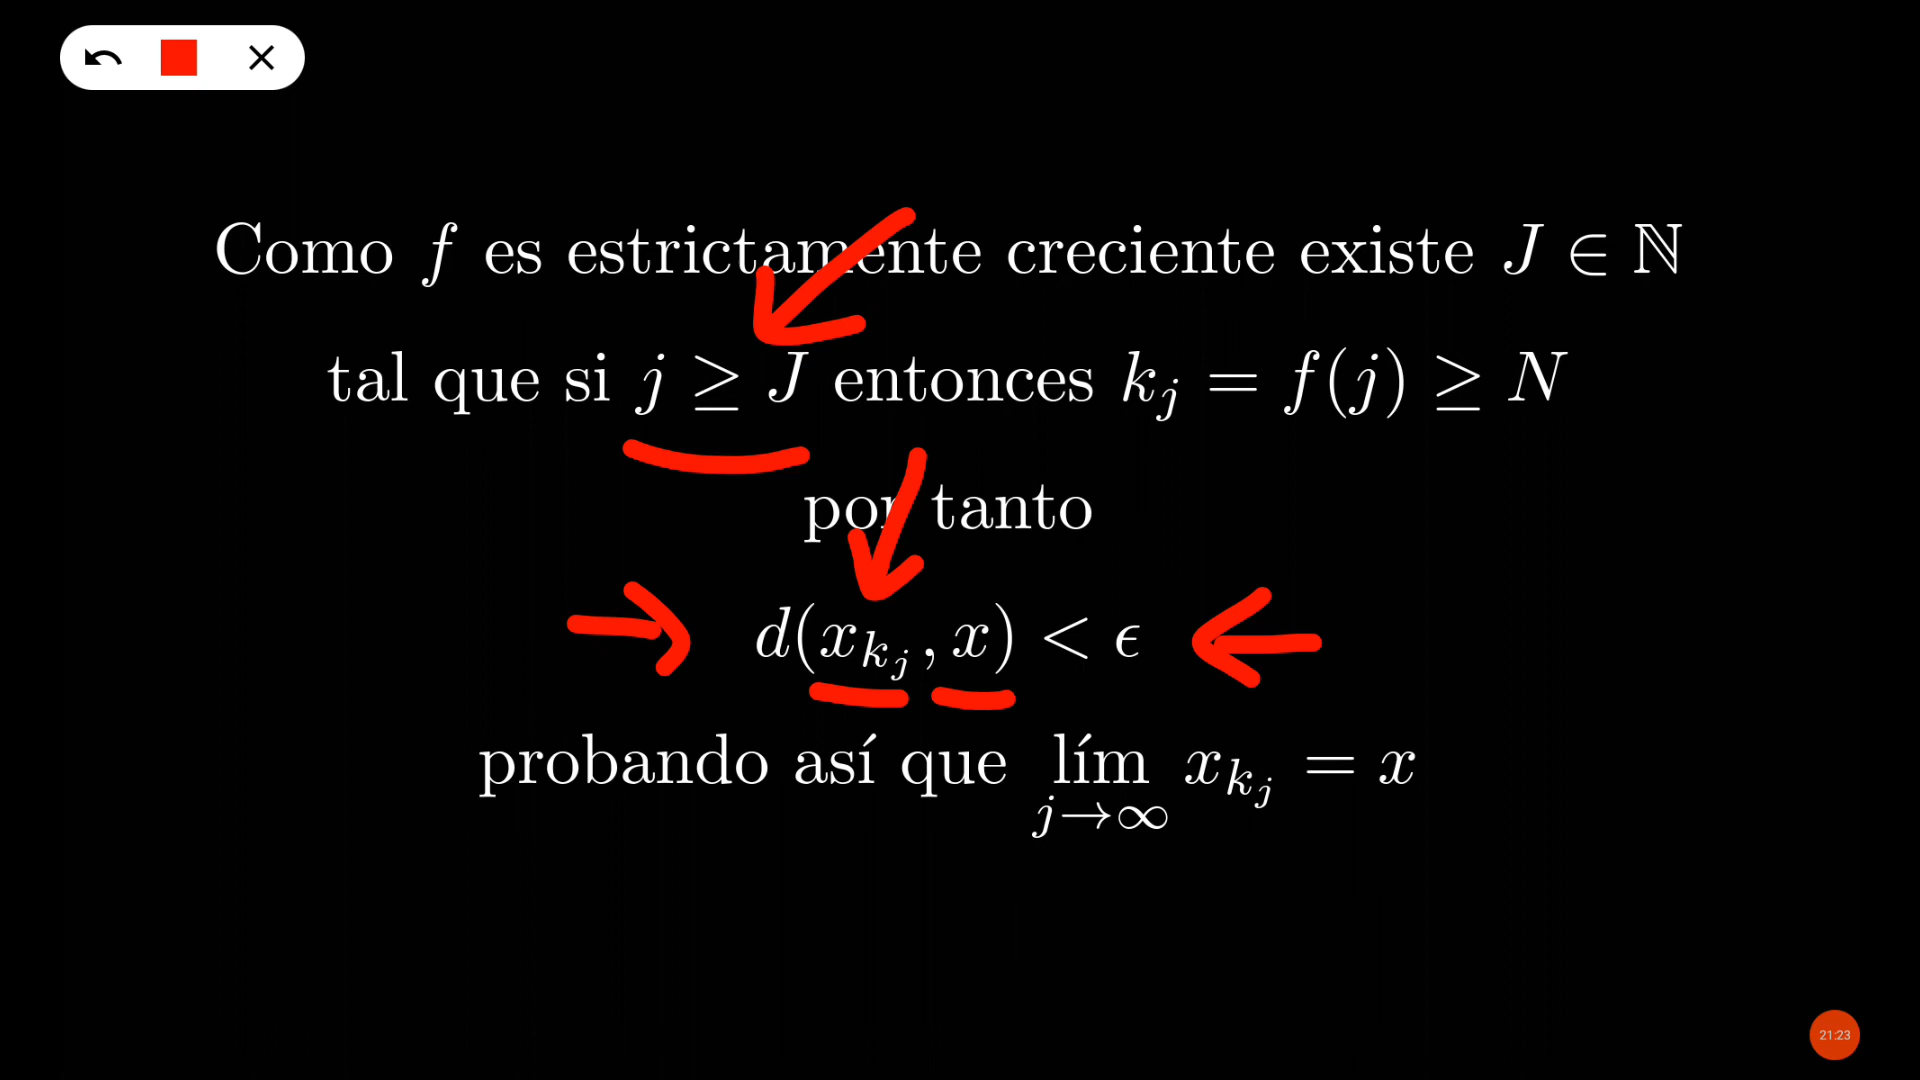 Como f es estrictamente creciente existe J ∈ ℕ
tal que si j ≥ J entonces k_j = f(j) ≥ N
por tanto
d(x_{k_j}, x) < ϵ
probando así que lím_{j→∞} x_{k_j} = x
21:23